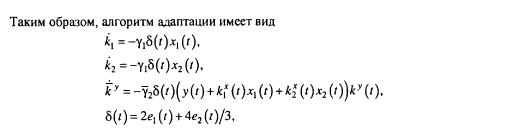 Таким образом, алгоритм адаптации имеет вид
k̇₁ = −γ₁δ(t)x₁(t),
k̇₂ = −γ₁δ(t)x₂(t),
k̄̇ ʸ = −γ̄₂δ(t)(y(t) + k₁ˣ(t)x₁(t) + k₂ˣ(t)x₂(t))kʸ(t),
δ(t) = 2e₁(t) + 4e₂(t)/3,